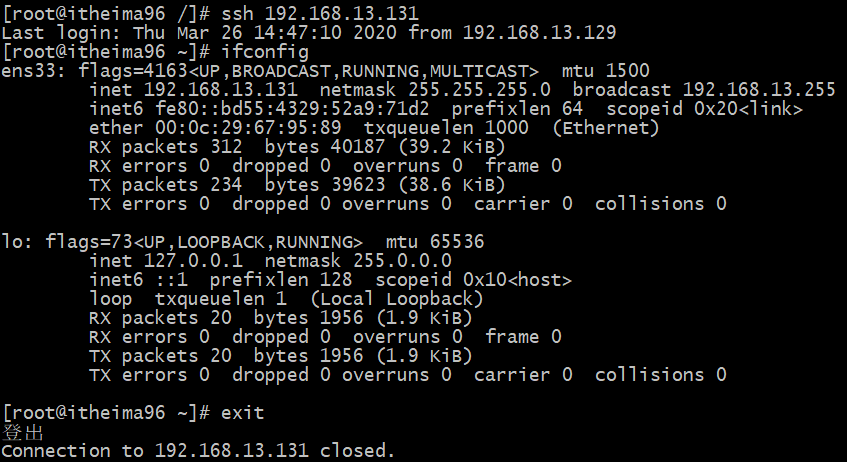 [root@itheima96 /]# ssh 192.168.13.131
Last login: Thu Mar 26 14:47:10 2020 from 192.168.13.129
[root@itheima96 ~]# ifconfig
ens33: flags=4163<UP,BROADCAST,RUNNING,MULTICAST>  mtu 1500
        inet 192.168.13.131  netmask 255.255.255.0  broadcast 192.168.13.255
        inet6 fe80::bd55:4329:52a9:71d2  prefixlen 64  scopeid 0x20<link>
        ether 00:0c:29:67:95:89  txqueuelen 1000  (Ethernet)
        RX packets 312  bytes 40187 (39.2 KiB)
        RX errors 0  dropped 0  overruns 0  frame 0
        TX packets 234  bytes 39623 (38.6 KiB)
        TX errors 0  dropped 0 overruns 0  carrier 0  collisions 0
lo: flags=73<UP,LOOPBACK,RUNNING>  mtu 65536
        inet 127.0.0.1  netmask 255.0.0.0
        inet6 ::1  prefixlen 128  scopeid 0x10<host>
        loop  txqueuelen 1  (Local Loopback)
        RX packets 20  bytes 1956 (1.9 KiB)
        RX errors 0  dropped 0  overruns 0  frame 0
        TX packets 20  bytes 1956 (1.9 KiB)
        TX errors 0  dropped 0 overruns 0  carrier 0  collisions 0
[root@itheima96 ~]# exit
登出
Connection to 192.168.13.131 closed.